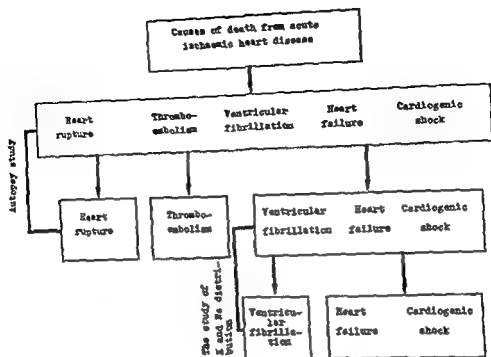 Causes of death from acute
ischaemic heart disease
Heart Thrombo- Ventricular Heart Cardiogenic
rupture embolism fibrillation failure shock
Autopsy study
Heart
rupture
Thrombo-
embolism
Ventricular Heart Cardiogenic
fibrillation failure shock
The study of
K and Na distri-
bution
Ventricu-
lar
fibrilla-
tion
Heart Cardiogenic
failure shock